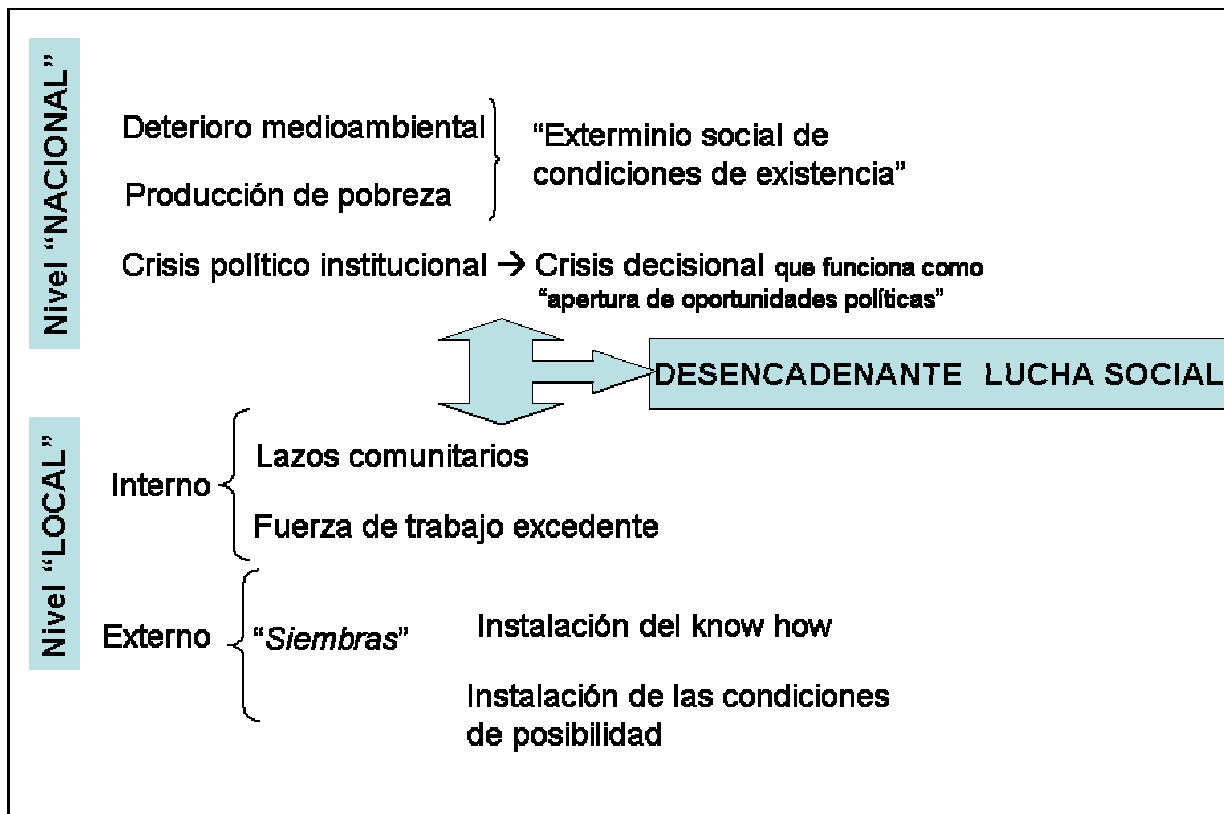 Nivel “NACIONAL”
Deterioro medioambiental
Producción de pobreza
“Exterminio social de
condiciones de existencia”
Crisis político institucional → Crisis decisional que funciona como
“apertura de oportunidades políticas”
DESENCADENANTE LUCHA SOCIAL
Nivel “LOCAL”
Interno
Lazos comunitarios
Fuerza de trabajo excedente
Externo
“Siembras”
Instalación del know how
Instalación de las condiciones
de posibilidad